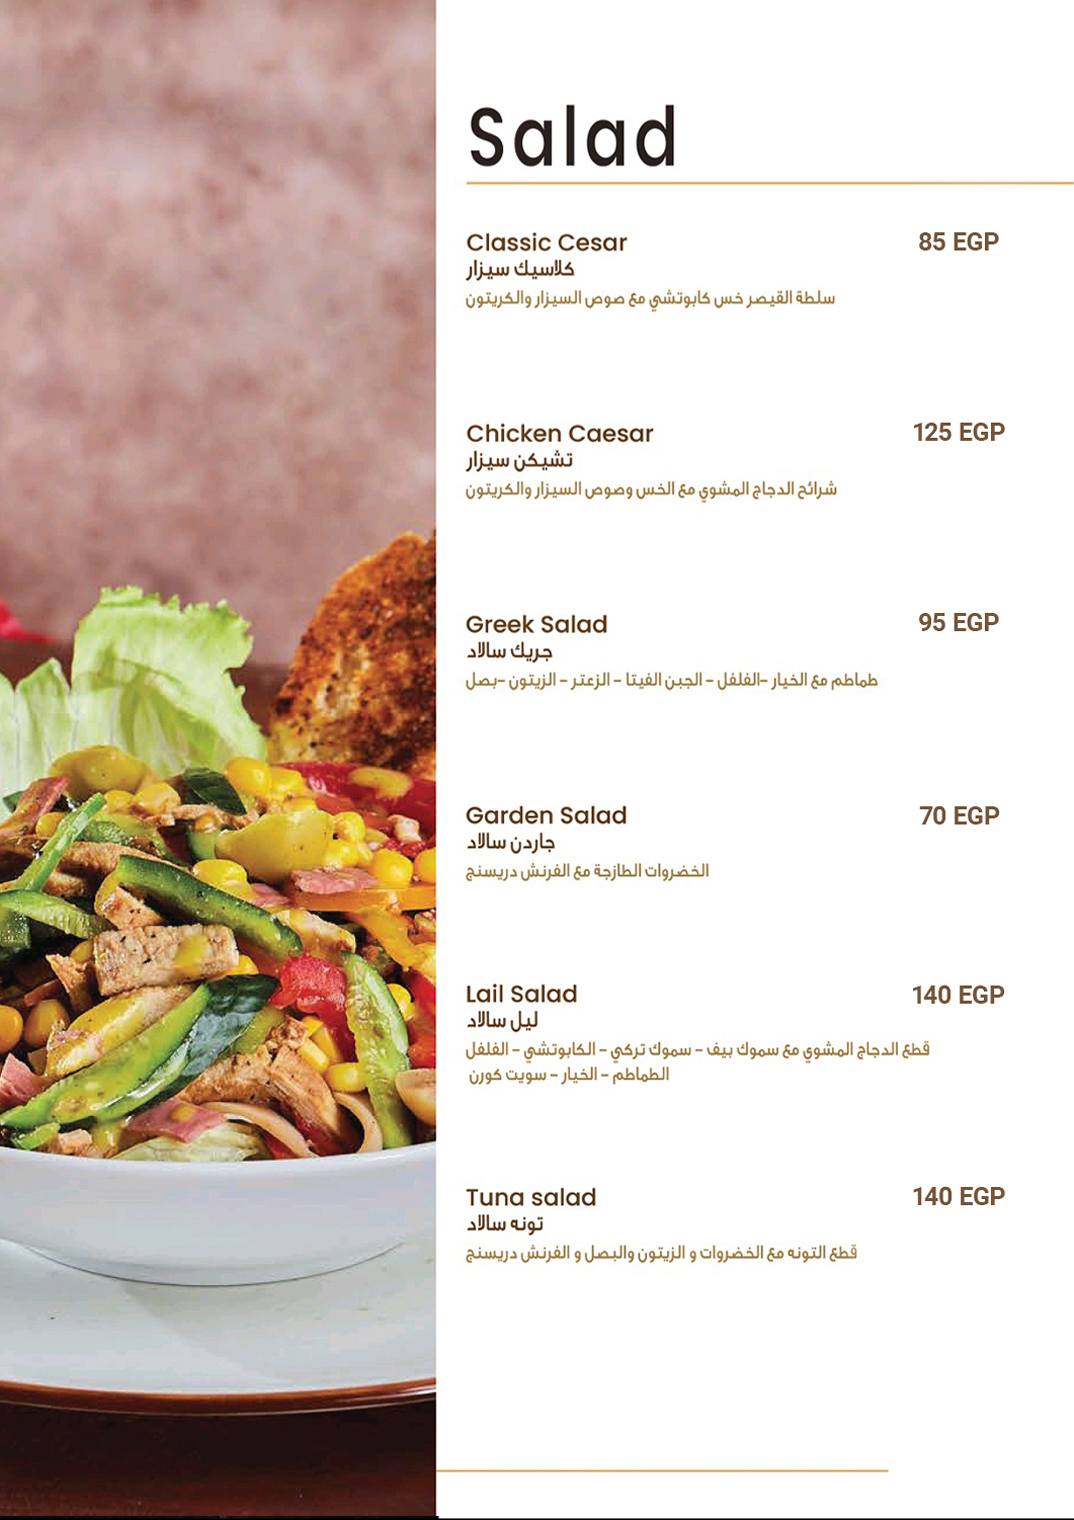 Salad
Classic Cesar
85 EGP
كلاسيك سيزار
سلطة القيصر خس كابوتشي مع صوص السيزار والكريتون
Chicken Caesar
125 EGP
تشيكن سيزار
شرائح الدجاج المشوي مع الخس وصوص السيزار والكريتون
Greek Salad
95 EGP
جريك سالاد
طماطم مع الخيار -الفلفل - الجبن الفيتا - الزعتر - الزيتون -بصل
Garden Salad
70 EGP
جاردن سالاد
الخضروات الطازجة مع الفرنش دريسنج
Lail Salad
140 EGP
ليل سالاد
قطع الدجاج المشوي مع سموك بيف - سموك تركي - الكابوتشي - الفلفل
الطماطم - الخيار - سويت كورن
Tuna salad
140 EGP
تونه سالاد
قطع التونه مع الخضروات و الزيتون والبصل و الفرنش دريسنج